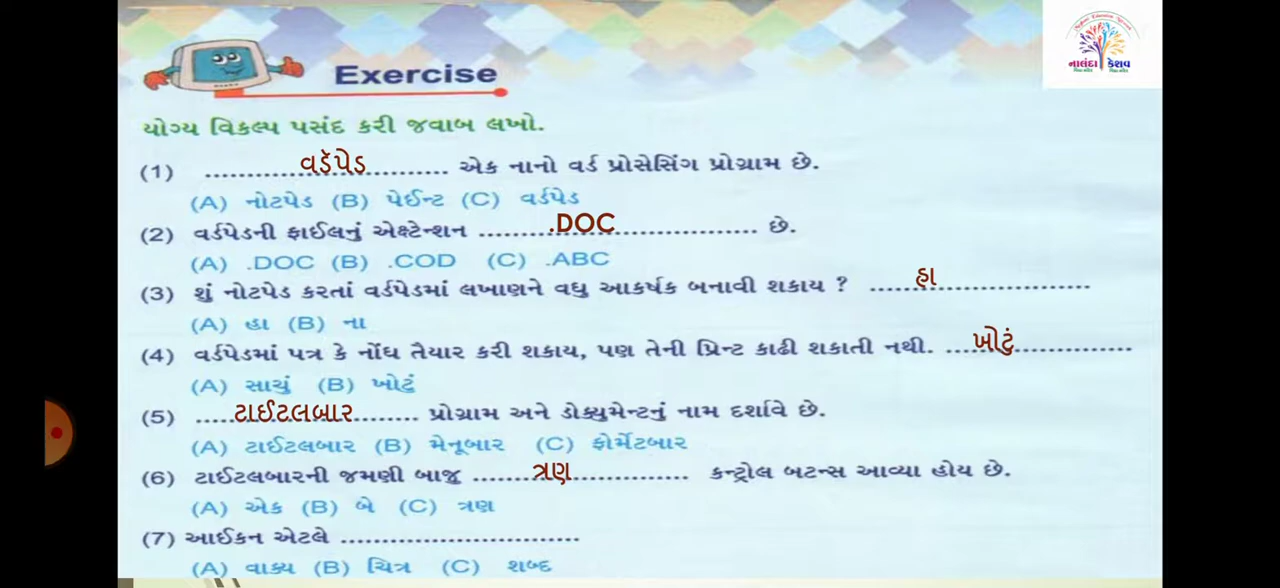 નાલંદા કેશવ
Exercise
યોગ્ય વિકલ્પ પસંદ કરી જવાબ લખો.
(1) ..........વર્ડપેડ.......... એક નાનો વર્ડ પ્રોસેસિંગ પ્રોગ્રામ છે.
(A) નોટપેડ (B) પેઈન્ટ (C) વર્ડપેડ
(2) વર્ડપેડની ફાઈલનું એક્ષ્ટેન્શન ..........DOC.......... છે.
(A) .DOC (B) .COD (C) .ABC
(3) શું નોટપેડ કરતાં વર્ડપેડમાં લખાણને વધુ આકર્ષક બનાવી શકાય ? ......હા..........
(A) હા (B) ના
(4) વર્ડપેડમાં પત્ર કે નોંધ તૈયાર કરી શકાય, પણ તેની પ્રિન્ટ કાઢી શકાતી નથી. ....ખોટું..........
(A) સાચું (B) ખોટું
(5) .....ટાઈટલબાર........ પ્રોગ્રામ અને ડોક્યુમેન્ટનું નામ દર્શાવે છે.
(A) ટાઈટલબાર (B) મેનૂબાર (C) ફોર્મેટબાર
(6) ટાઈટલબારની જમણી બાજુ ........ત્રણ.......... કન્ટ્રોલ બટન્સ આવ્યા હોય છે.
(A) એક (B) બે (C) ત્રણ
(7) આઈકન એટલે ..............................
(A) વાક્ય (B) ચિત્ર (C) શબ્દ